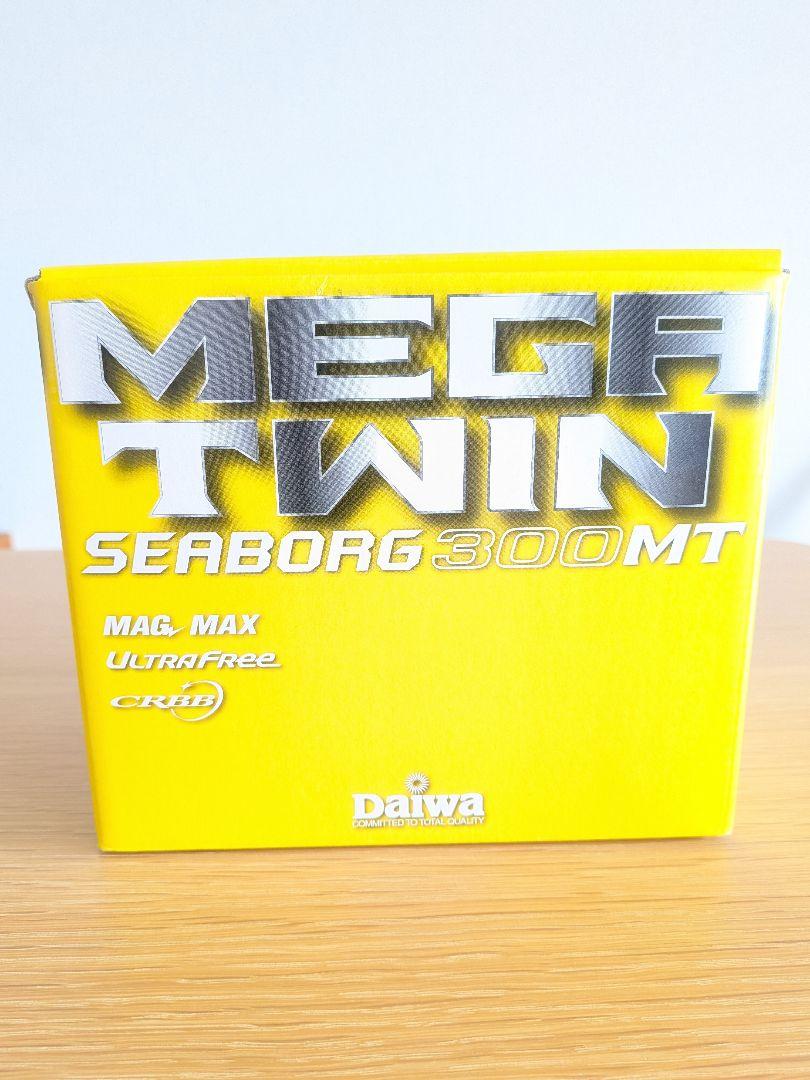 MEGA
TWIN
SEABORG 300MT
MAG MAX
ULTRAFREE
CRBB
Daiwa
COMMITTED TO TOTAL QUALITY